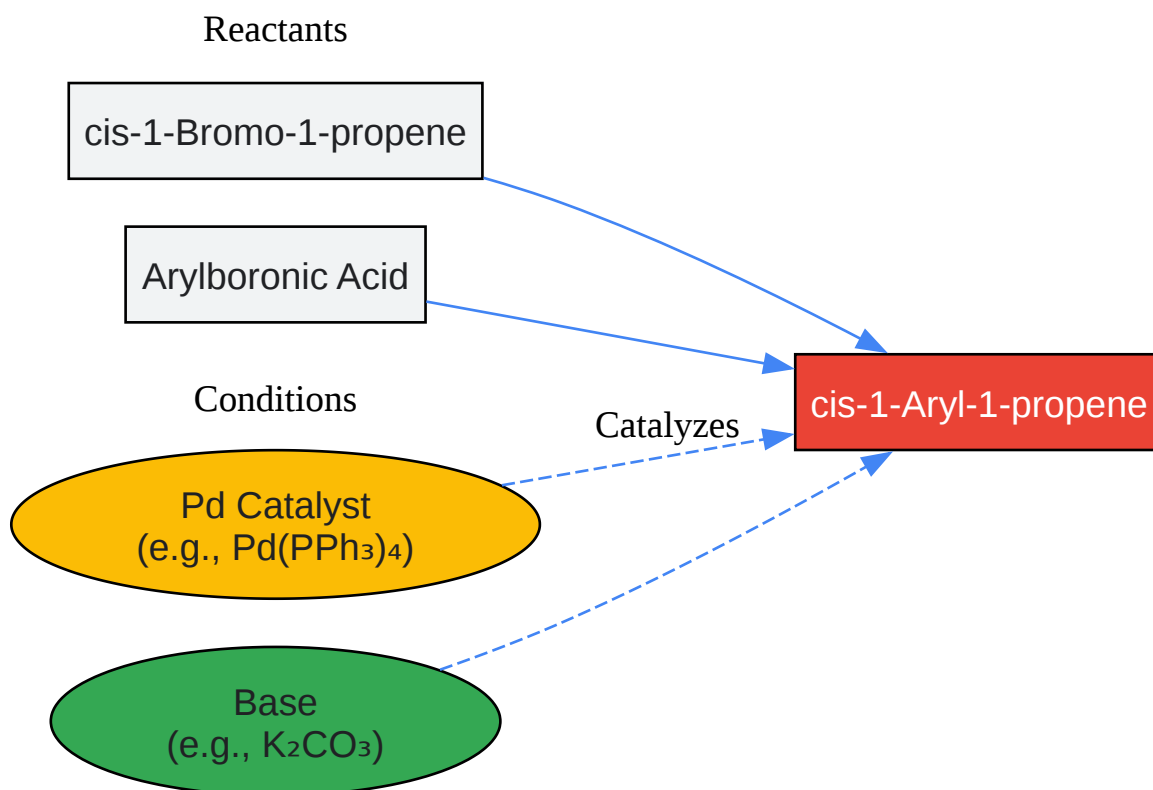 Reactants
cis-1-Bromo-1-propene
Arylboronic Acid
Conditions
Catalyzes
cis-1-Aryl-1-propene
Pd Catalyst
(e.g., Pd(PPh₃)₄)
Base
(e.g., K₂CO₃)